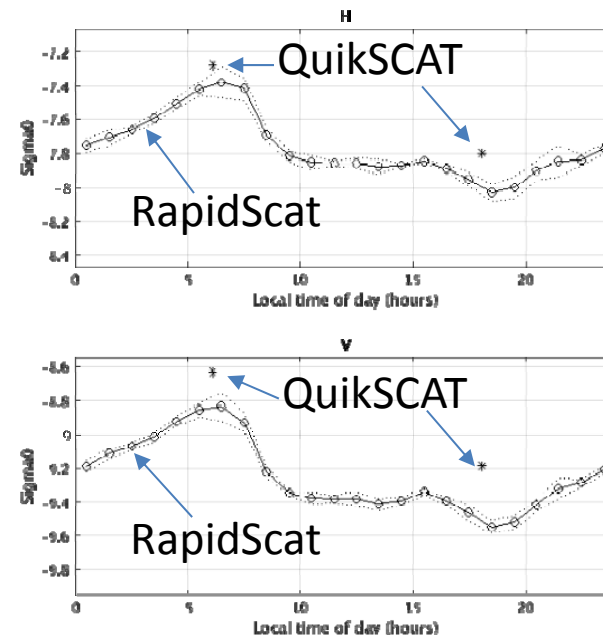 H
-7.2
QuikSCAT
-7.4
-7.6
Sigma0
-7.8
-8
RapidScat
-8.2
-8.4
0 5 10 15 20
Local time of day (hours)
V
-8.6
QuikSCAT
-8.8
-9
Sigma0
-9.2
-9.4
RapidScat
-9.6
-9.8
0 5 10 15 20
Local time of day (hours)